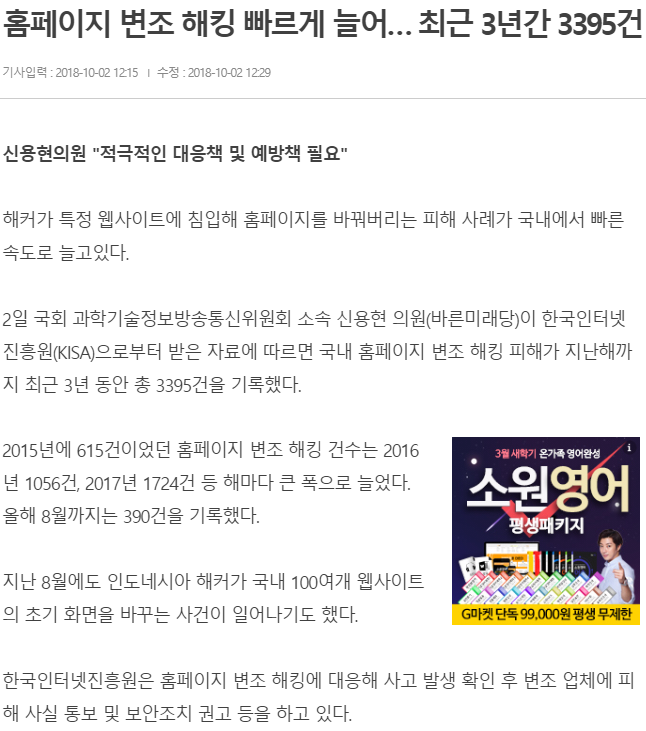 홈페이지 변조 해킹 빠르게 늘어... 최근 3년간 3395건
기사입력 : 2018-10-02 12:15 ㅣ 수정 : 2018-10-02 12:29
신용현의원 "적극적인 대응책 및 예방책 필요"
해커가 특정 웹사이트에 침입해 홈페이지를 바꿔버리는 피해 사례가 국내에서 빠른
속도로 늘고있다.
2일 국회 과학기술정보방송통신위원회 소속 신용현 의원(바른미래당)이 한국인터넷
진흥원(KISA)으로부터 받은 자료에 따르면 국내 홈페이지 변조 해킹 피해가 지난해까
지 최근 3년 동안 총 3395건을 기록했다.
2015년에 615건이었던 홈페이지 변조 해킹 건수는 2016
년 1056건, 2017년 1724건 등 해마다 큰 폭으로 늘었다.
올해 8월까지는 390건을 기록했다.
지난 8월에도 인도네시아 해커가 국내 100여개 웹사이트
의 초기 화면을 바꾸는 사건이 일어나기도 했다.
3월 새학기 온가족 영어완성
소원영어
평생패키지
G마켓 단독 99,000원 평생 무제한
한국인터넷진흥원은 홈페이지 변조 해킹에 대응해 사고 발생 확인 후 변조 업체에 피
해 사실 통보 및 보안조치 권고 등을 하고 있다.